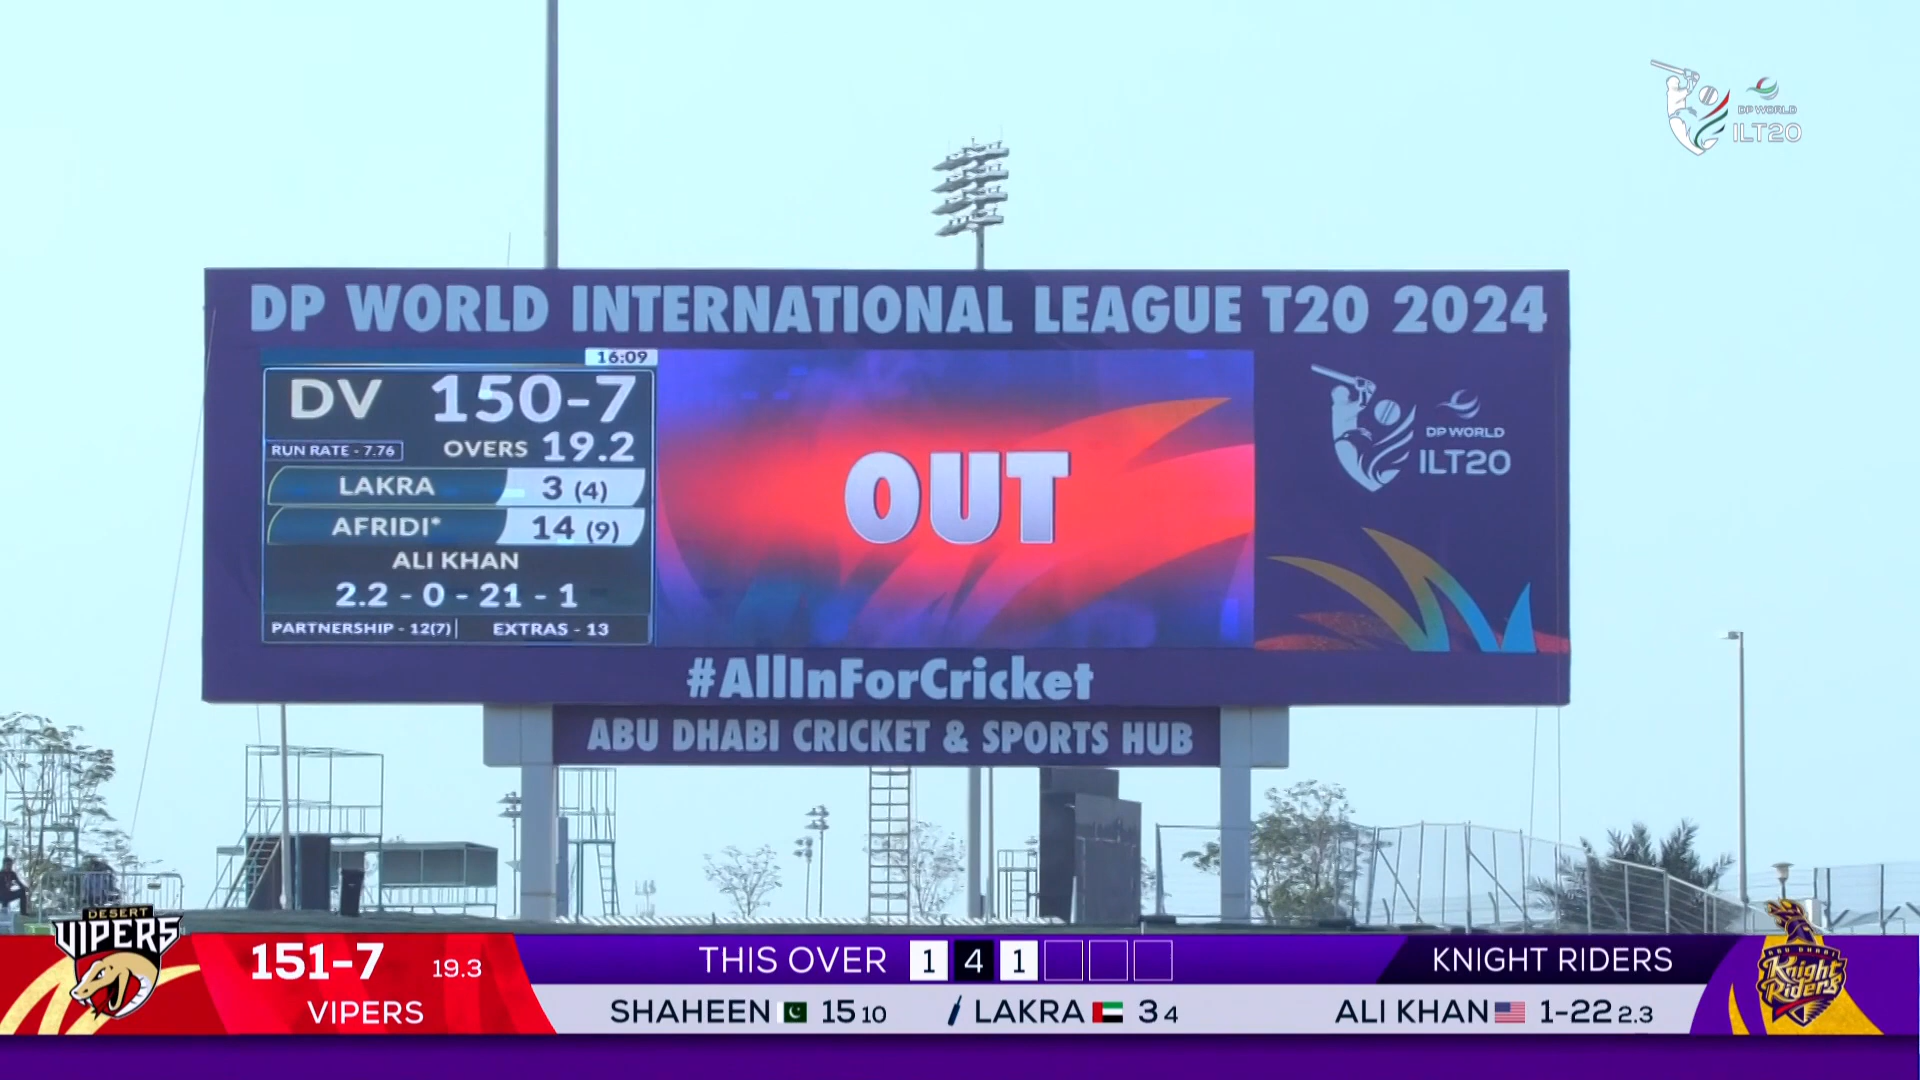 DP WORLD
ILT20
DP WORLD INTERNATIONAL LEAGUE T20 2024
16:09
DV 150-7
RUN RATE - 7.76 OVERS 19.2
LAKRA 3 (4)
AFRIDI* 14 (9)
ALI KHAN
2.2 - 0 - 21 - 1
PARTNERSHIP - 12(7) EXTRAS - 13
OUT
DP WORLD
ILT20
#AllInForCricket
ABU DHABI CRICKET & SPORTS HUB
DESERT
VIPERS
151-7 19.3
VIPERS
THIS OVER 1 4 1
SHAHEEN 15 10 LAKRA 3 4
KNIGHT RIDERS
ALI KHAN 1-22 2.3
ABU DHABI
Knight
Riders